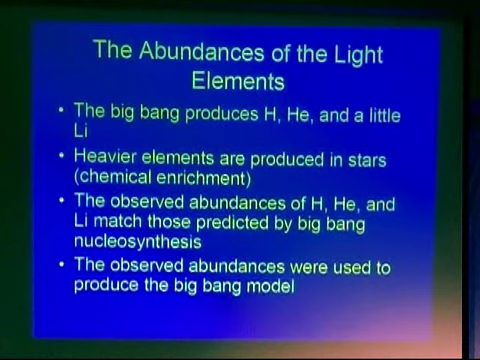 The Abundances of the Light
Elements
• The big bang produces H, He, and a little
Li
• Heavier elements are produced in stars
(chemical enrichment)
• The observed abundances of H, He, and
Li match those predicted by big bang
nucleosynthesis
• The observed abundances were used to
produce the big bang model